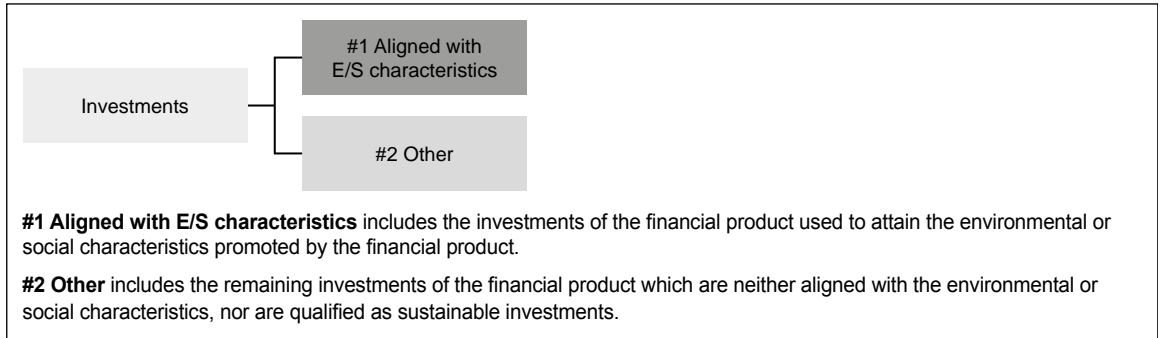 #1 Aligned with
E/S characteristics
Investments
#2 Other
#1 Aligned with E/S characteristics includes the investments of the financial product used to attain the environmental or
social characteristics promoted by the financial product.
#2 Other includes the remaining investments of the financial product which are neither aligned with the environmental or
social characteristics, nor are qualified as sustainable investments.